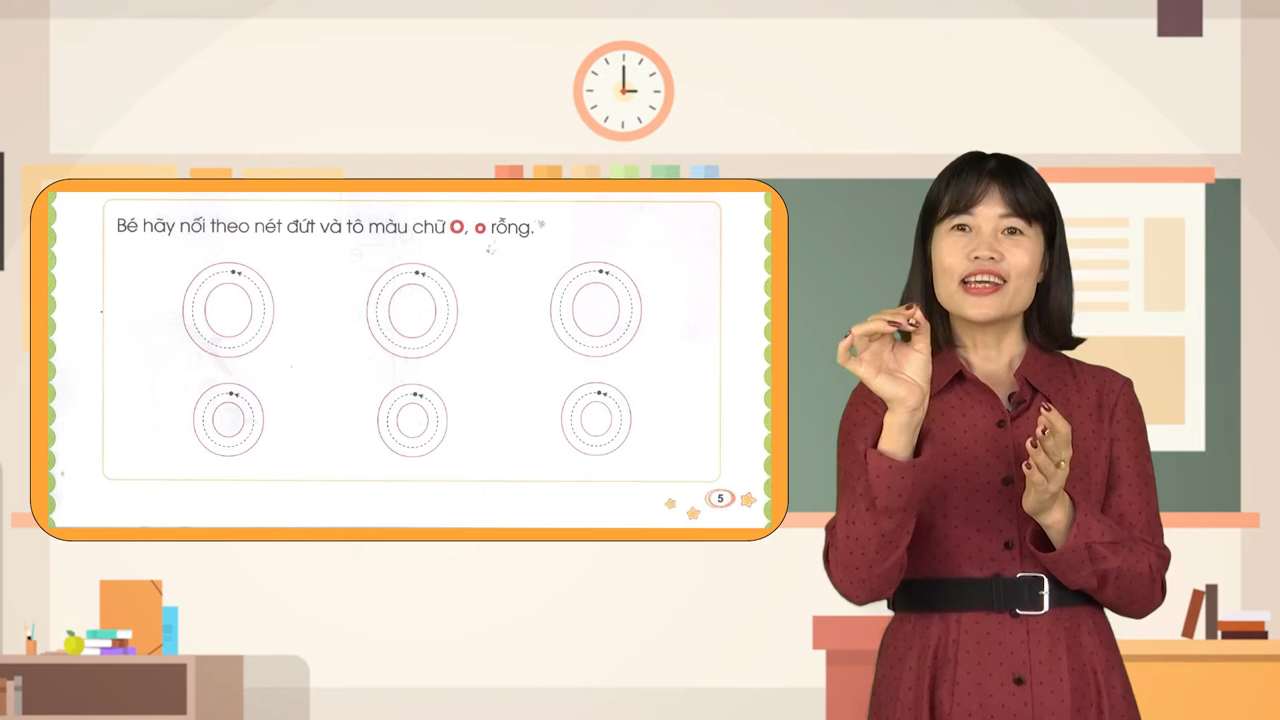 Bé hãy nối theo nét đứt và tô màu chữ O, o rỗng.
5